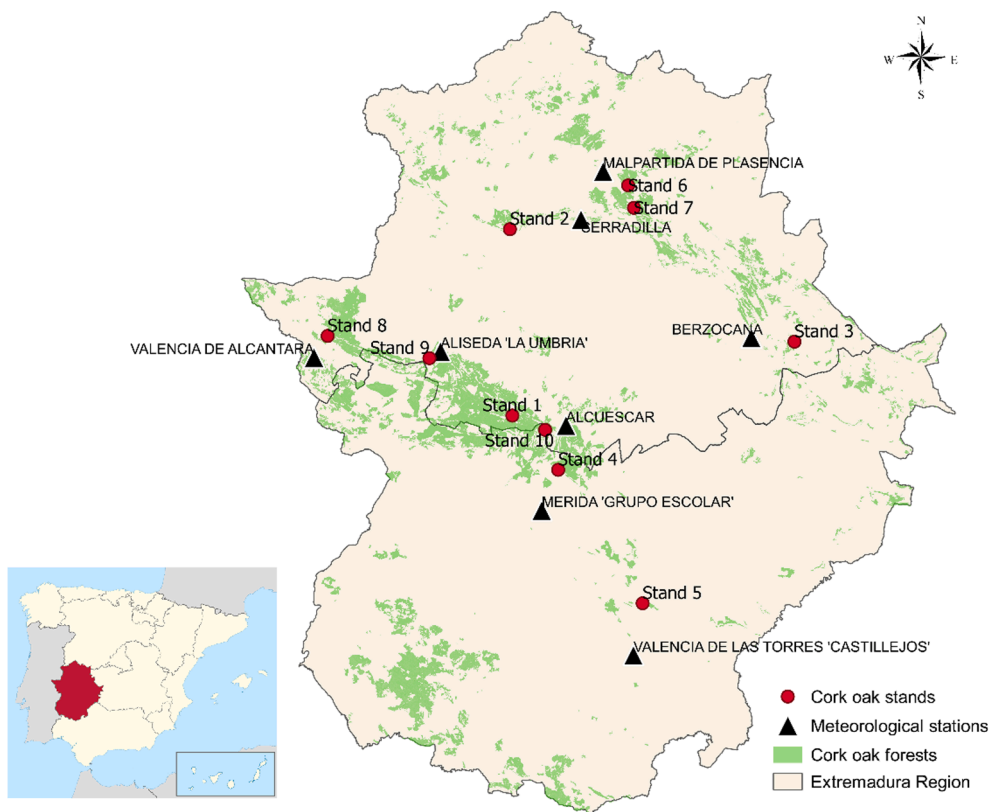 N
W
E
S
MALPARTIDA DE PLASENCIA
Stand 6
Stand 7
Stand 2
SERRADILLA
Stand 8
BERZOCANA
Stand 3
VALENCIA DE ALCANTARA
Stand 9
ALISEDA 'LA UMBRIA'
Stand 1
ALCUESCAR
Stand 10
Stand 4
MERIDA 'GRUPO ESCOLAR'
Stand 5
VALENCIA DE LAS TORRES 'CASTILLEJOS'
Cork oak stands
Meteorological stations
Cork oak forests
Extremadura Region